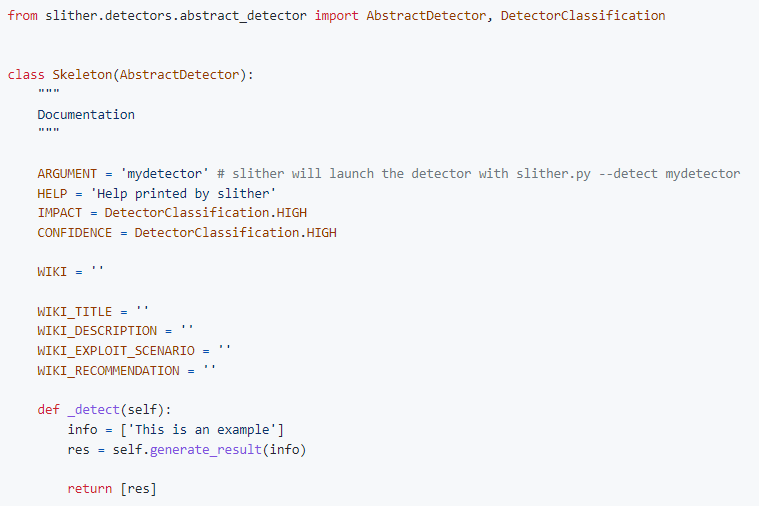 from slither.detectors.abstract_detector import AbstractDetector, DetectorClassification
class Skeleton(AbstractDetector):
"""
Documentation
"""
ARGUMENT = 'mydetector' # slither will launch the detector with slither.py --detect mydetector
HELP = 'Help printed by slither'
IMPACT = DetectorClassification.HIGH
CONFIDENCE = DetectorClassification.HIGH
WIKI = ''
WIKI_TITLE = ''
WIKI_DESCRIPTION = ''
WIKI_EXPLOIT_SCENARIO = ''
WIKI_RECOMMENDATION = ''
def _detect(self):
info = ['This is an example']
res = self.generate_result(info)
return [res]